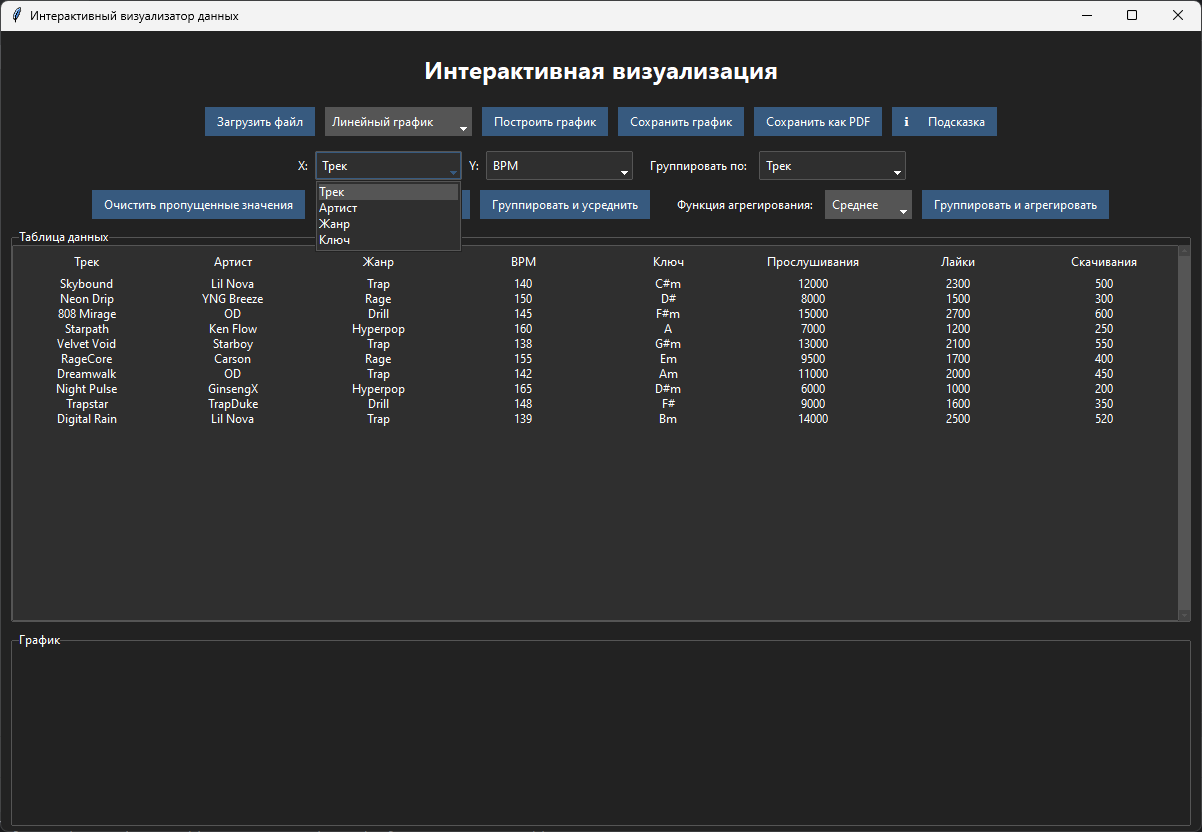 Интерактивный визуализатор данных
Интерактивная визуализация
Загрузить файл Линейный график Построить график Сохранить график Сохранить как PDF i Подсказка
X: Трек Y: BPM Группировать по: Трек
Трек
Артист
Жанр
Ключ
Очистить пропущенные значения Группировать и усреднить Функция агрегирования: Среднее Группировать и агрегировать
Таблица данных
Трек Артист Жанр BPM Ключ Прослушивания Лайки Скачивания
Skybound Lil Nova Trap 140 C#m 12000 2300 500
Neon Drip YNG Breeze Rage 150 D# 8000 1500 300
808 Mirage OD Drill 145 F#m 15000 2700 600
Starpath Ken Flow Hyperpop 160 A 7000 1200 250
Velvet Void Starboy Trap 138 G#m 13000 2100 550
RageCore Carson Rage 155 Em 9500 1700 400
Dreamwalk OD Trap 142 Am 11000 2000 450
Night Pulse GinsengX Hyperpop 165 D#m 6000 1000 200
Trapstar TrapDuke Drill 148 F# 9000 1600 350
Digital Rain Lil Nova Trap 139 Bm 14000 2500 520
График